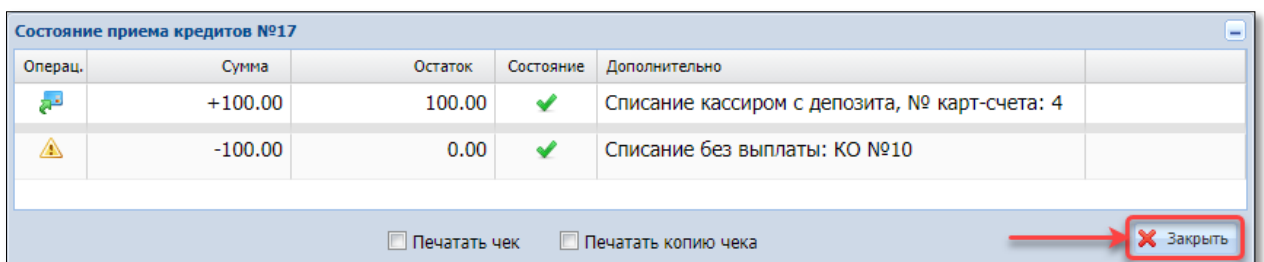 Состояние приема кредитов №17
Операц. Сумма Остаток Состояние Дополнительно
+100.00 100.00 Списание кассиром с депозита, № карт-счета: 4
-100.00 0.00 Списание без выплаты: КО №10
Печатать чек Печатать копию чека Закрыть